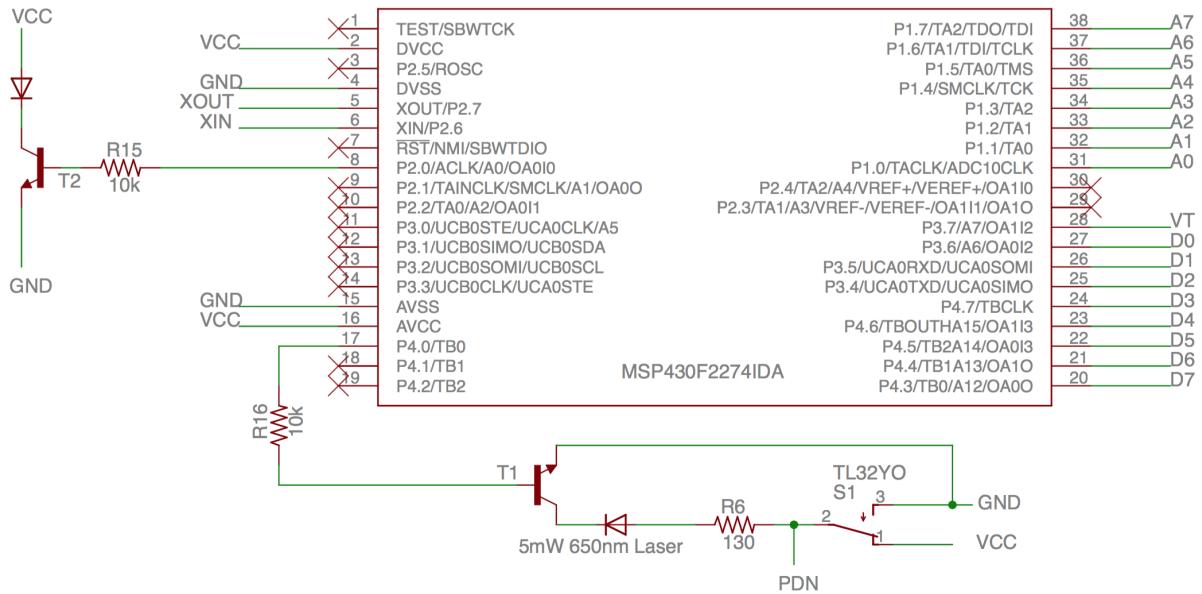 VCC
T2
R15
10k
GND
1 TEST/SBWTCK
VCC 2 DVCC
3 P2.5/ROSC
GND 4 DVSS
XOUT 5 XOUT/P2.7
XIN 6 XIN/P2.6
7 RST/NMI/SBWTDIO
8 P2.0/ACLK/A0/OA0I0
9 P2.1/TAINCLK/SMCLK/A1/OA0O
10 P2.2/TA0/A2/OA0I1
11 P3.0/UCB0STE/UCA0CLK/A5
12 P3.1/UCB0SIMO/UCB0SDA
13 P3.2/UCB0SOMI/UCB0SCL
14 P3.3/UCB0CLK/UCA0STE
GND 15 AVSS
VCC 16 AVCC
17 P4.0/TB0
18 P4.1/TB1
19 P4.2/TB2
P1.7/TA2/TDO/TDI 38 A7
P1.6/TA1/TDI/TCLK 37 A6
P1.5/TA0/TMS 36 A5
P1.4/SMCLK/TCK 35 A4
P1.3/TA2 34 A3
P1.2/TA1 33 A2
P1.1/TA0 32 A1
P1.0/TACLK/ADC10CLK 31 A0
P2.4/TA2/A4/VREF+/VEREF+/OA1I0 30
P2.3/TA1/A3/VREF-/VEREF-/OA1I1/OA1O 29
P3.7/A7/OA1I2 28 VT
P3.6/A6/OA0I2 27 D0
P3.5/UCA0RXD/UCA0SOMI 26 D1
P3.4/UCA0TXD/UCA0SIMO 25 D2
P4.7/TBCLK 24 D3
P4.6/TBOUTHA15/OA1I3 23 D4
P4.5/TB2A14/OA0I3 22 D5
P4.4/TB1A13/OA1O 21 D6
P4.3/TB0/A12/OA0O 20 D7
MSP430F2274IDA
R16
10k
T1
5mW 650nm Laser
R6
130
TL32YO
S1
2
3
1
GND
VCC
PDN